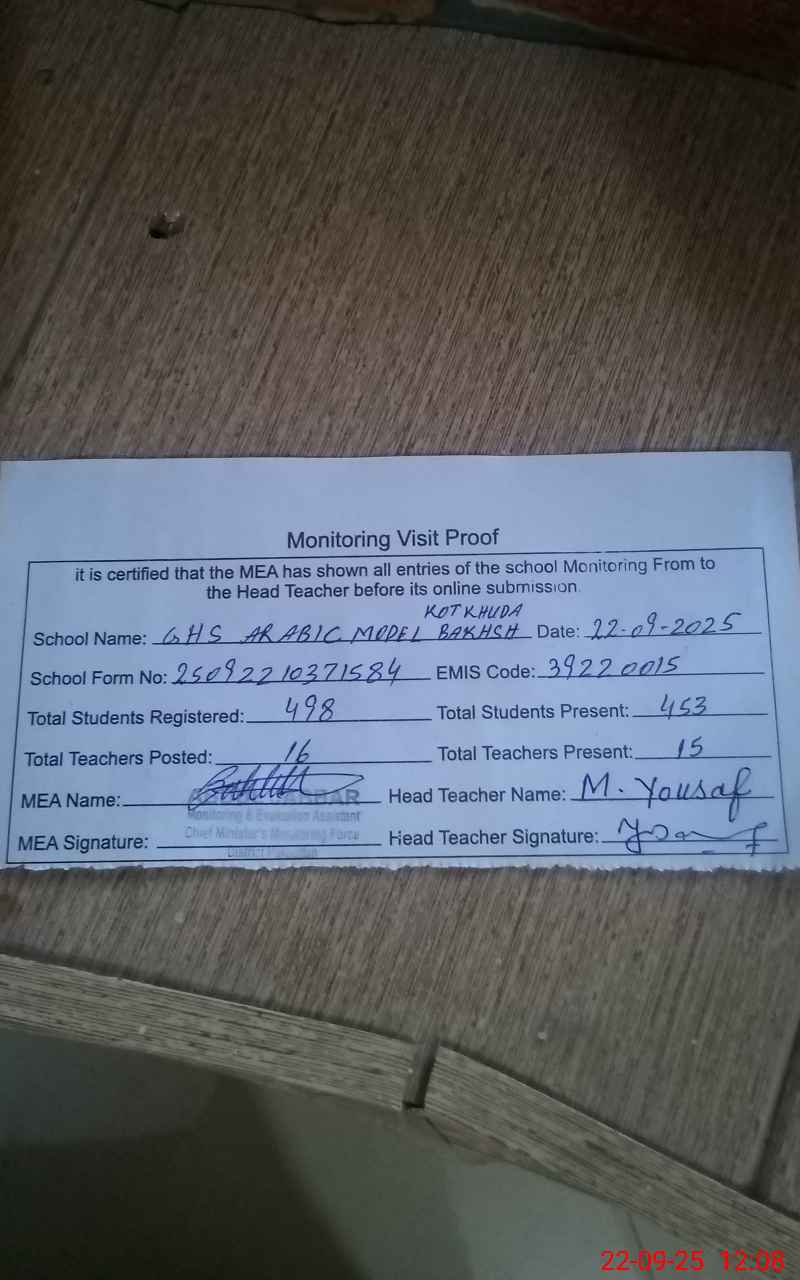 Monitoring Visit Proof
it is certified that the MEA has shown all entries of the school Monitoring From to
the Head Teacher before its online submission.
School Name: GHS ARABIC MODEL KOT KHUDA BAKHSH Date: 22-09-2025
School Form No: 25092210371584 EMIS Code: 39220015
Total Students Registered: 498 Total Students Present: 453
Total Teachers Posted: 16 Total Teachers Present: 15
MEA Name: Head Teacher Name: M. Yousaf
Monitoring & Evaluation Assistant
Chief Minister's Monitoring Force
MEA Signature: Head Teacher Signature:
District
22-09-25 12:08